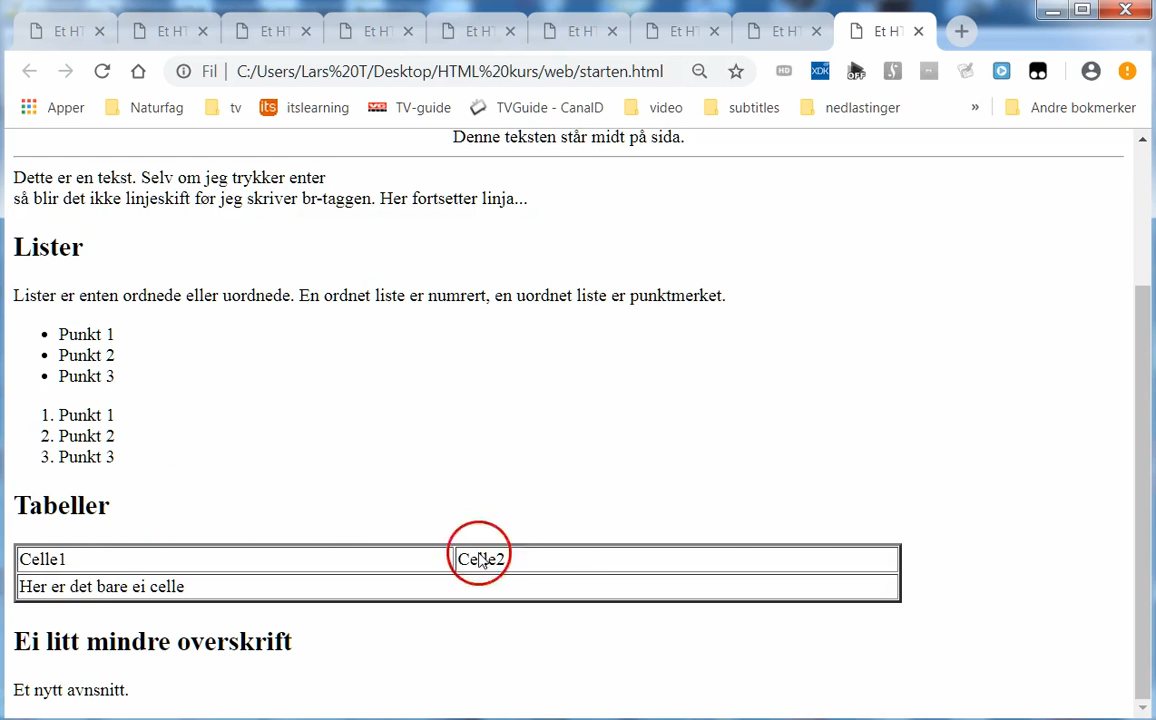 Et HT Et HT Et HT Et HT Et HT Et HT Et HT Et HT Et HT
Fil C:/Users/Lars%20T/Desktop/HTML%20kurs/web/starten.html HD XDK OFF
Apper Naturfag tv its itslearning TV-guide TVGuide - CanalD video subtitles nedlastinger » Andre bokmerker
Denne teksten står midt på sida.
Dette er en tekst. Selv om jeg trykker enter
så blir det ikke linjeskift før jeg skriver br-taggen. Her fortsetter linja...
Lister
Lister er enten ordnede eller uordnede. En ordnet liste er numrert, en uordnet liste er punktmerket.
• Punkt 1
• Punkt 2
• Punkt 3
1. Punkt 1
2. Punkt 2
3. Punkt 3
Tabeller
Celle1 Celle2
Her er det bare ei celle
Ei litt mindre overskrift
Et nytt avnsnitt.